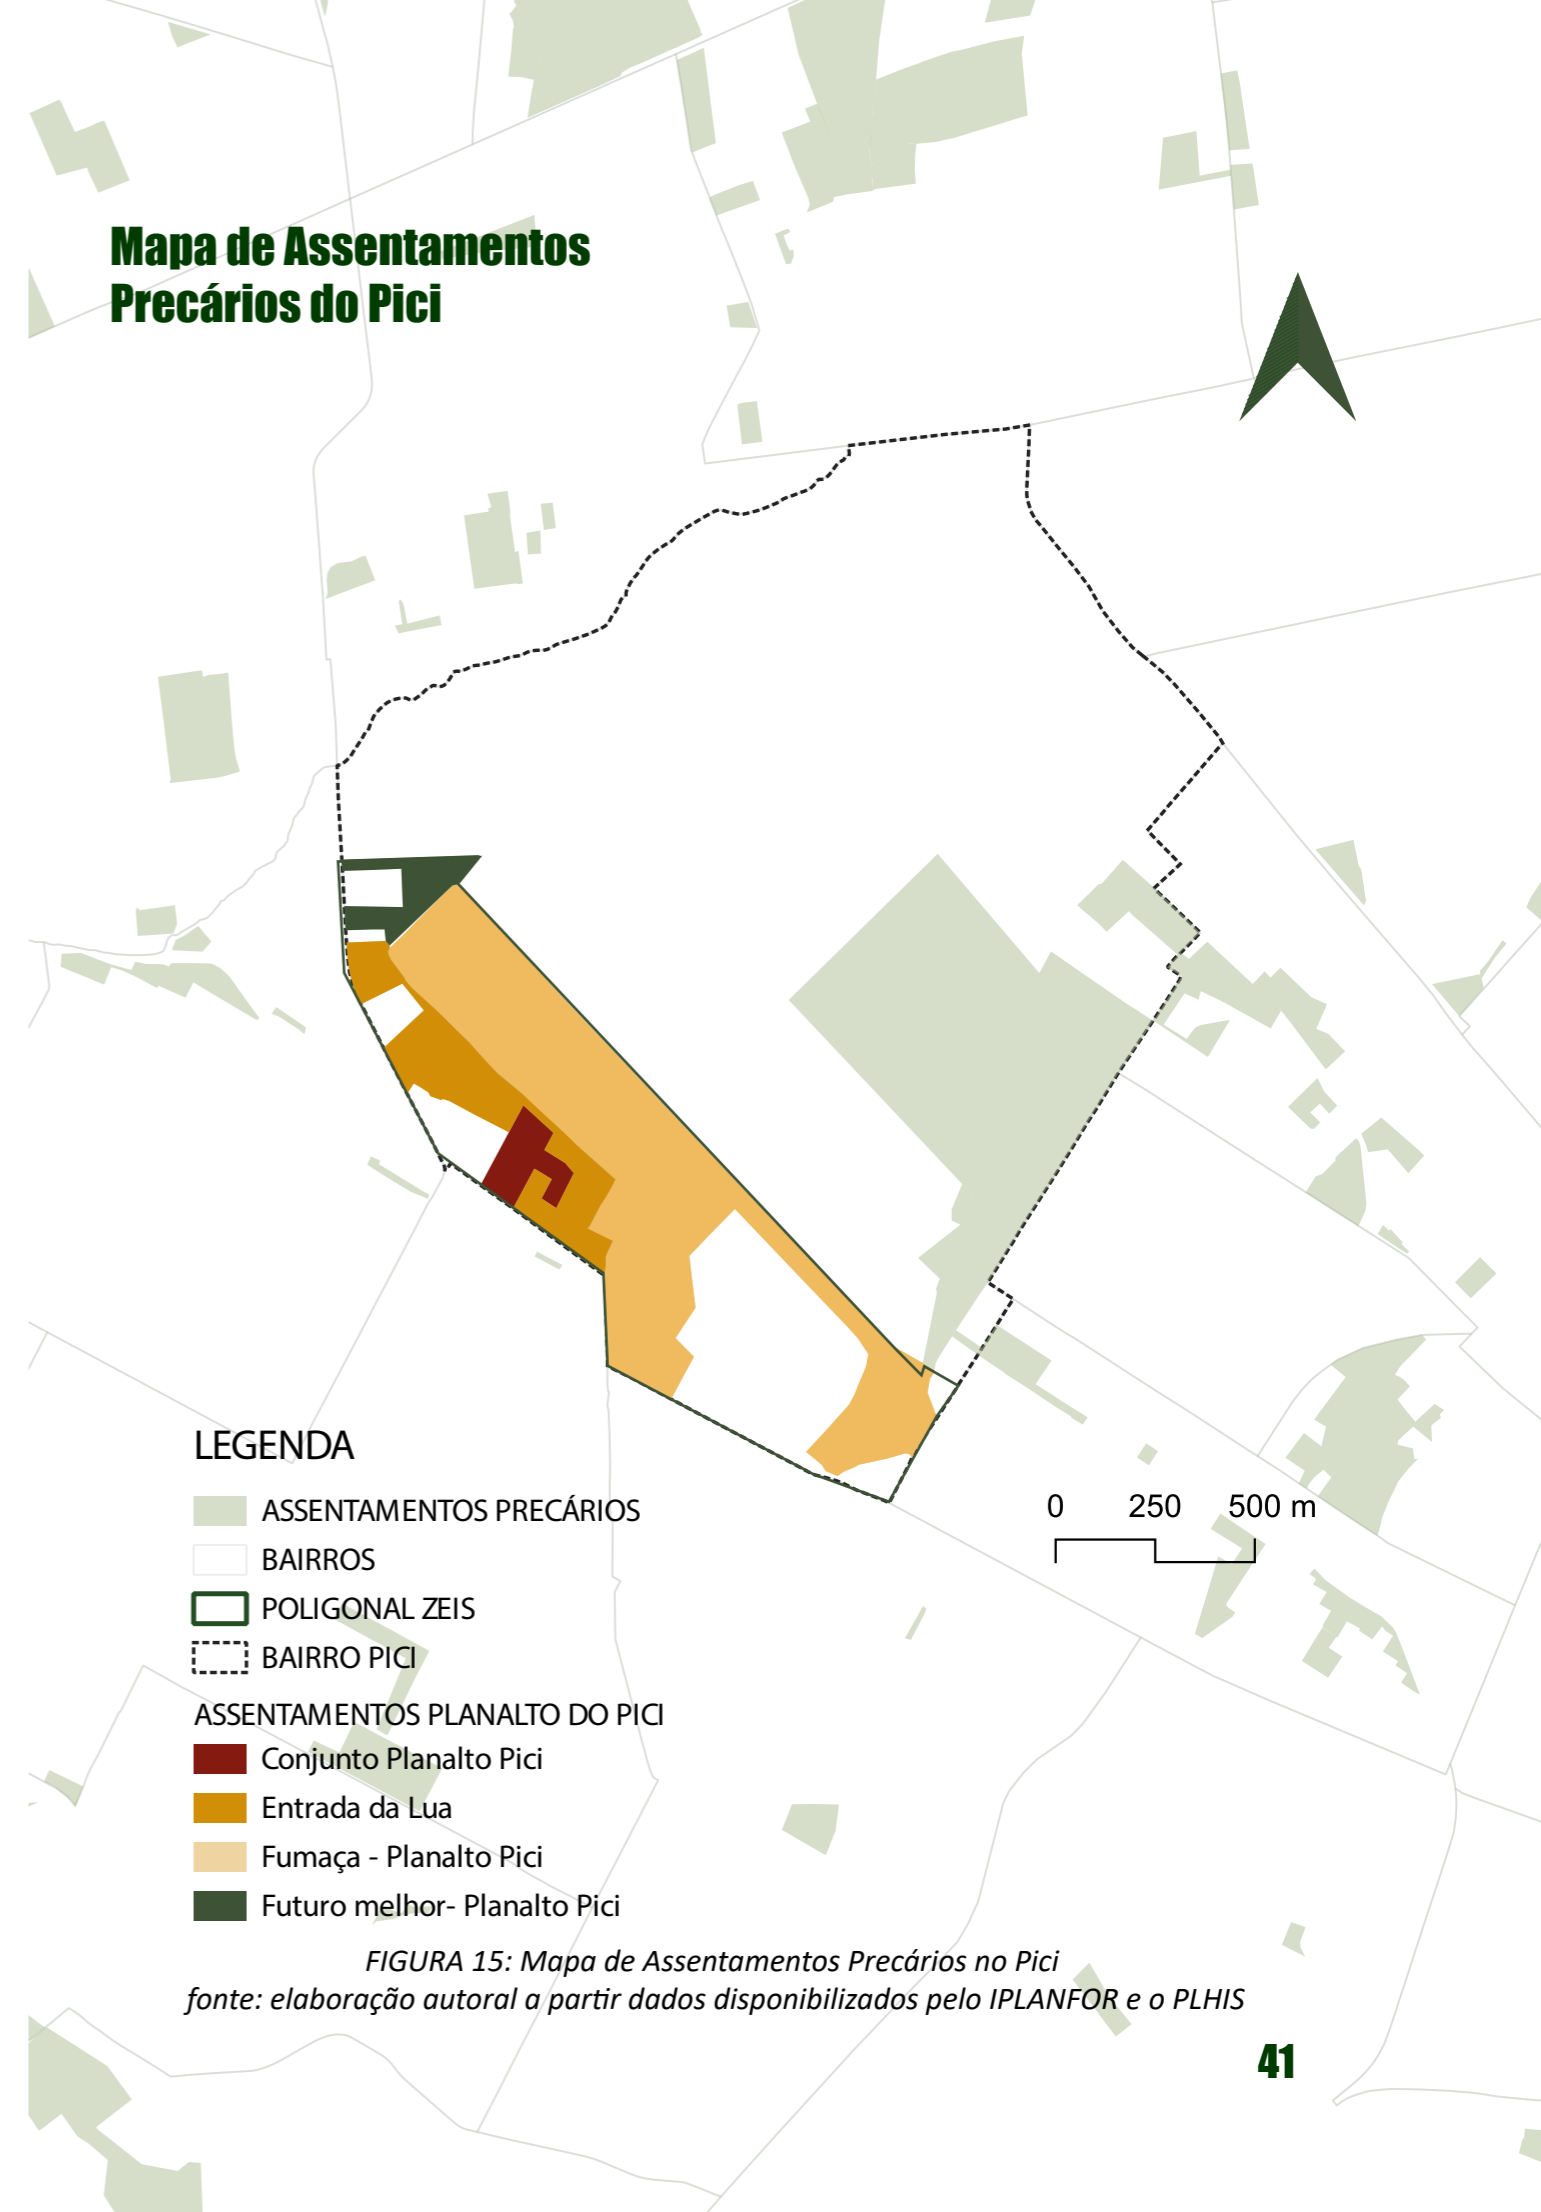 Mapa de Assentamentos
Precários do Pici
LEGENDA
ASSENTAMENTOS PRECÁRIOS
BAIRROS
POLIGONAL ZEIS
BAIRRO PICI
ASSENTAMENTOS PLANALTO DO PICI
Conjunto Planalto Pici
Entrada da Lua
Fumaça - Planalto Pici
Futuro melhor- Planalto Pici
0 250 500 m
FIGURA 15: Mapa de Assentamentos Precários no Pici
fonte: elaboração autoral a partir dados disponibilizados pelo IPLANFOR e o PLHIS
41